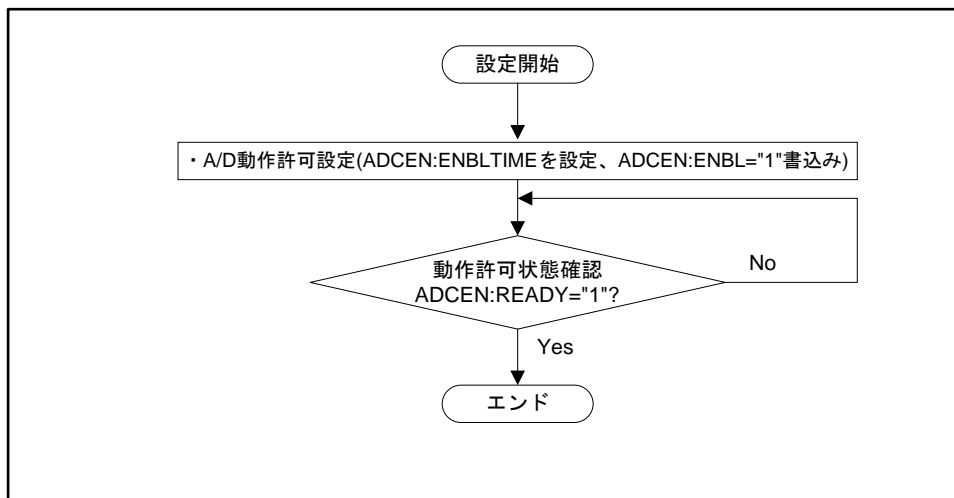 設定開始
・A/D動作許可設定(ADCEN:ENBLTIMEを設定、ADCEN:ENBL="1"書込み)
動作許可状態確認
ADCEN:READY="1"?
No
Yes
エンド